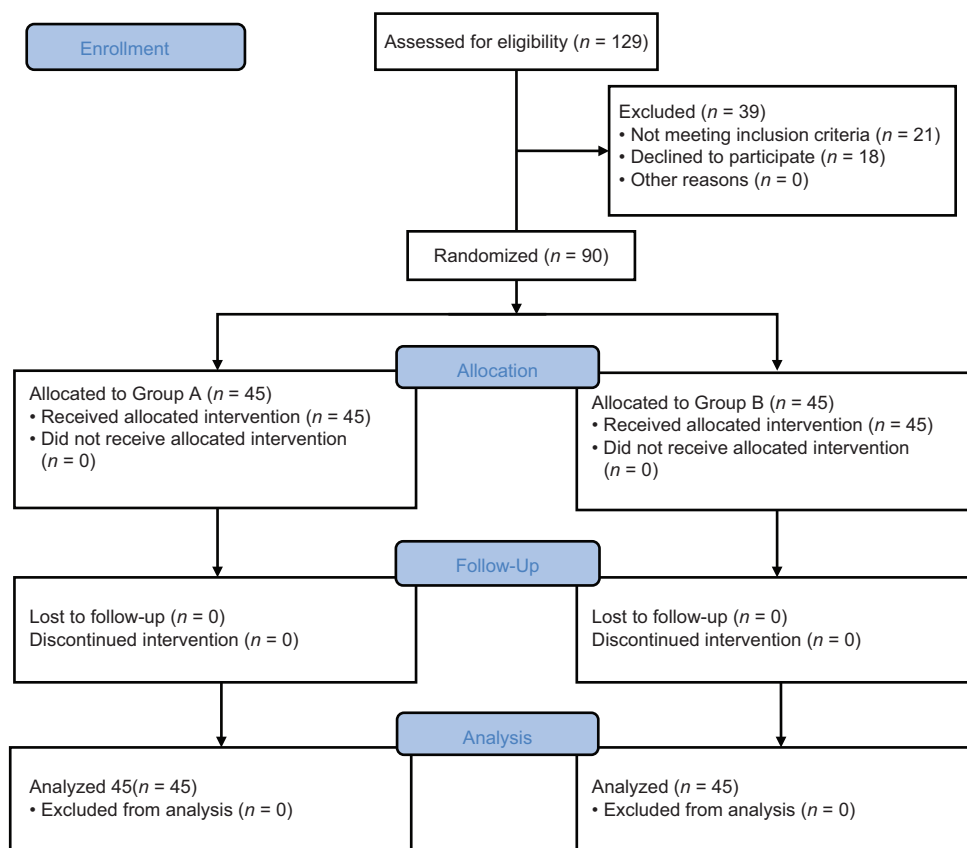 Enrollment
Assessed for eligibility (n = 129)
Excluded (n = 39)
• Not meeting inclusion criteria (n = 21)
• Declined to participate (n = 18)
• Other reasons (n = 0)
Randomized (n = 90)
Allocation
Allocated to Group A (n = 45)
• Received allocated intervention (n = 45)
• Did not receive allocated intervention
(n = 0)
Allocated to Group B (n = 45)
• Received allocated intervention (n = 45)
• Did not receive allocated intervention
(n = 0)
Follow-Up
Lost to follow-up (n = 0)
Discontinued intervention (n = 0)
Lost to follow-up (n = 0)
Discontinued intervention (n = 0)
Analysis
Analyzed 45(n = 45)
• Excluded from analysis (n = 0)
Analyzed (n = 45)
• Excluded from analysis (n = 0)